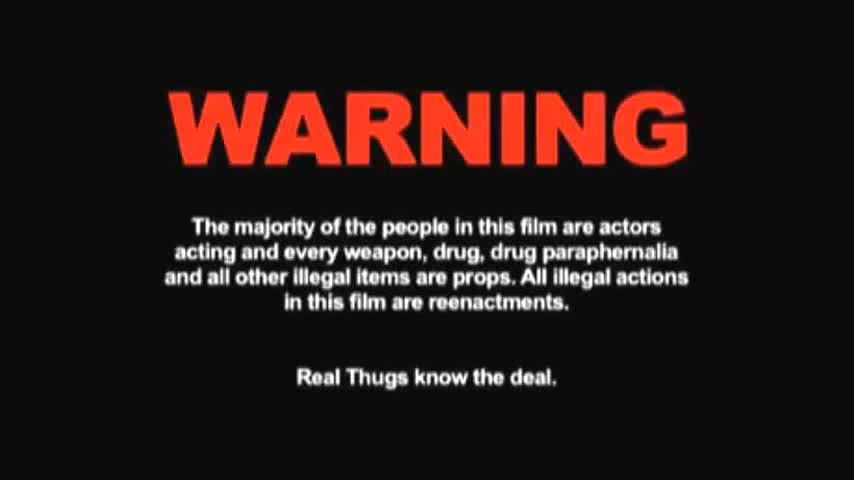 WARNING
The majority of the people in this film are actors
acting and every weapon, drug, drug paraphernalia
and all other illegal items are props. All illegal actions
in this film are reenactments.
Real Thugs know the deal.